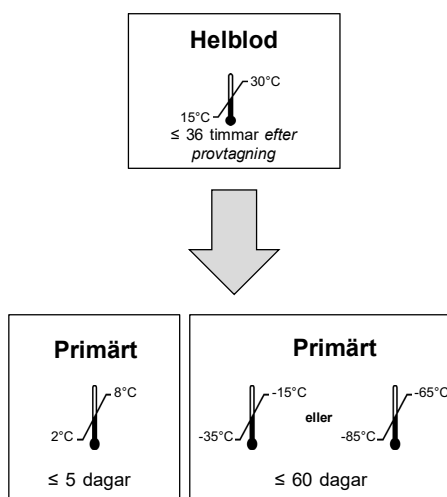 Helblod
30°C
15°C
≤ 36 timmar efter
provtagning
Primärt
8°C
2°C
≤ 5 dagar
Primärt
-15°C
-35°C
eller
-65°C
-85°C
≤ 60 dagar